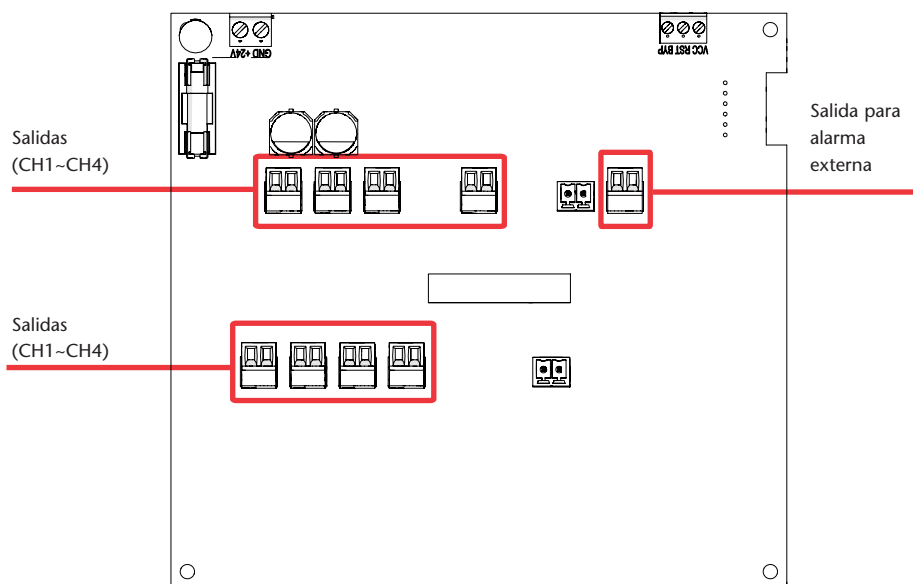 GND +24V
VCC RST BYP
Salidas
(CH1~CH4)
Salida para
alarma
externa
Salidas
(CH1~CH4)